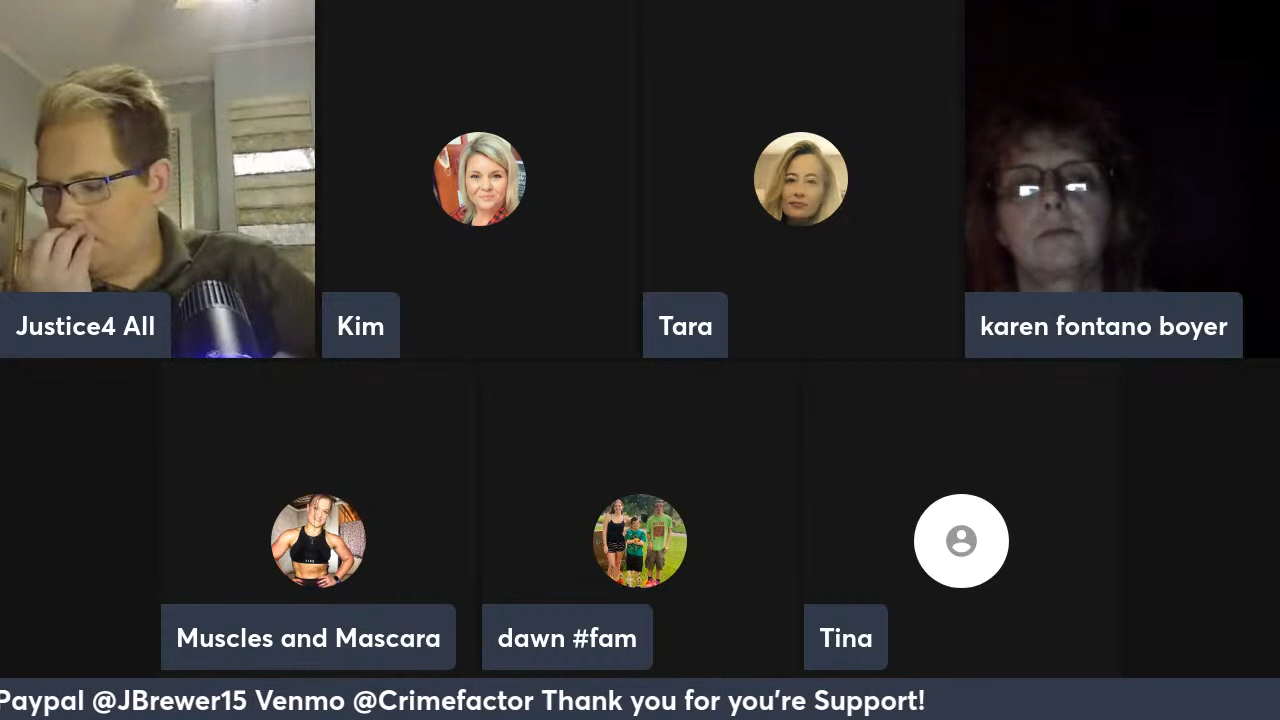 Justice4 All
Kim
Tara
karen fontano boyer
Muscles and Mascara
dawn #fam
Tina
Paypal @JBrewer15 Venmo @Crimefactor Thank you for you're Support!